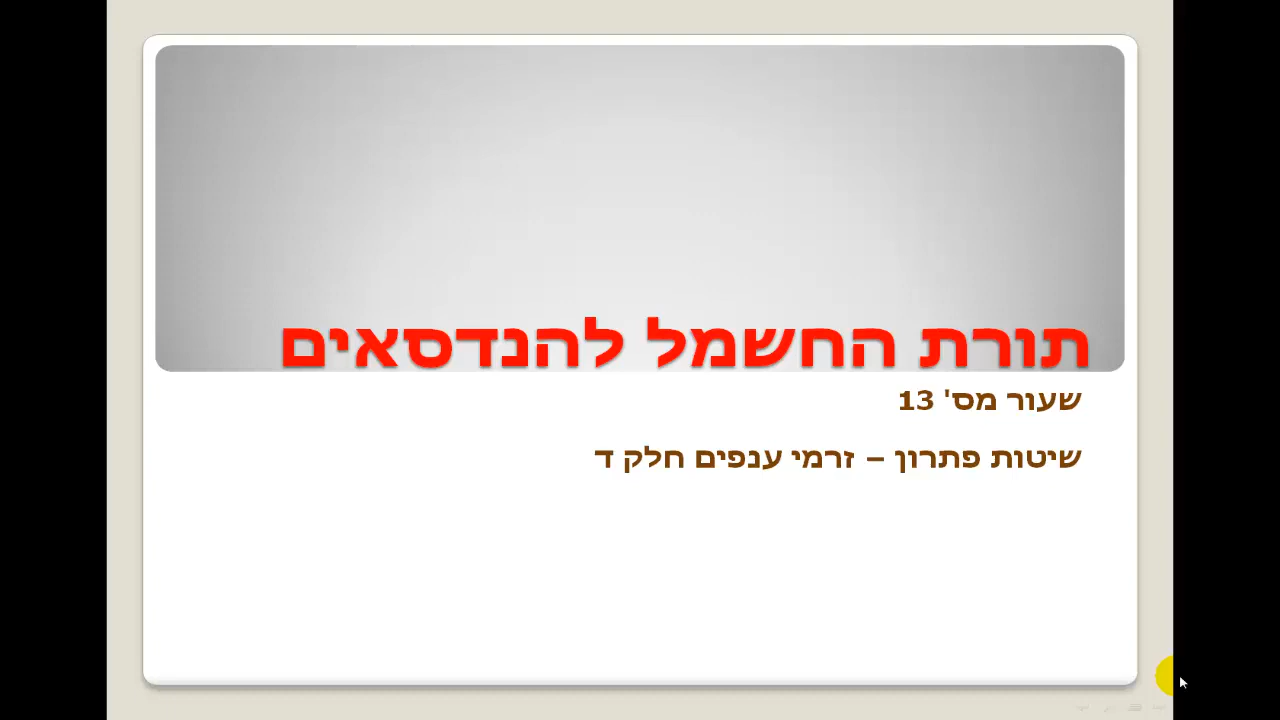 תורת החשמל להנדסאים
שעור מס' 13
שיטות פתרון – זרמי ענפים חלק ד